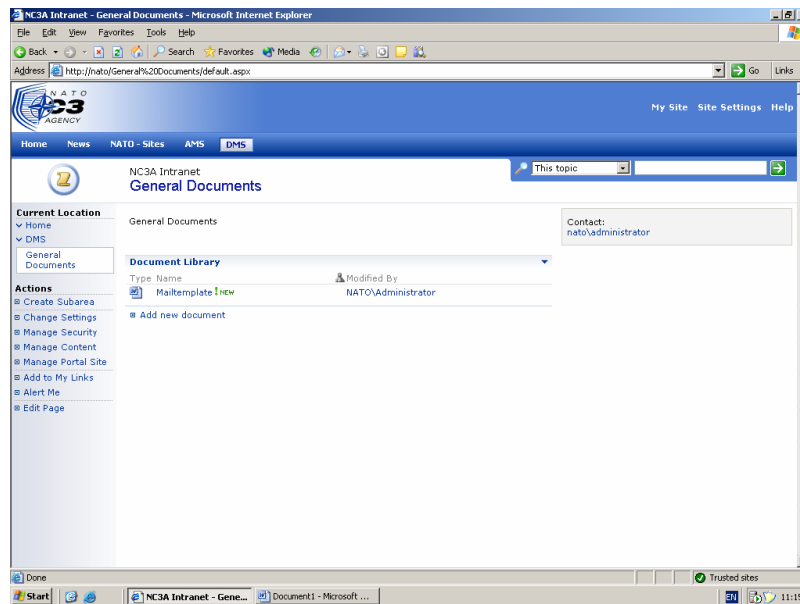 NC3A Intranet - General Documents - Microsoft Internet Explorer
File Edit View Favorites Tools Help
Back Search Favorites Media
Address http://nato/General%20Documents/default.aspx Go Links
NATO
C3
AGENCY
My Site Site Settings Help
Home News NATO - Sites AMS DMS
NC3A Intranet
General Documents
This topic
Current Location
Home
DMS
General
Documents
Actions
Create Subarea
Change Settings
Manage Security
Manage Content
Manage Portal Site
Add to My Links
Alert Me
Edit Page
General Documents
Contact:
nato\administrator
Document Library
Type Name Modified By
Mailtemplate ! NEW NATO\Administrator
Add new document
Done Trusted sites
Start NC3A Intranet - Gene... Document1 - Microsoft ... EN